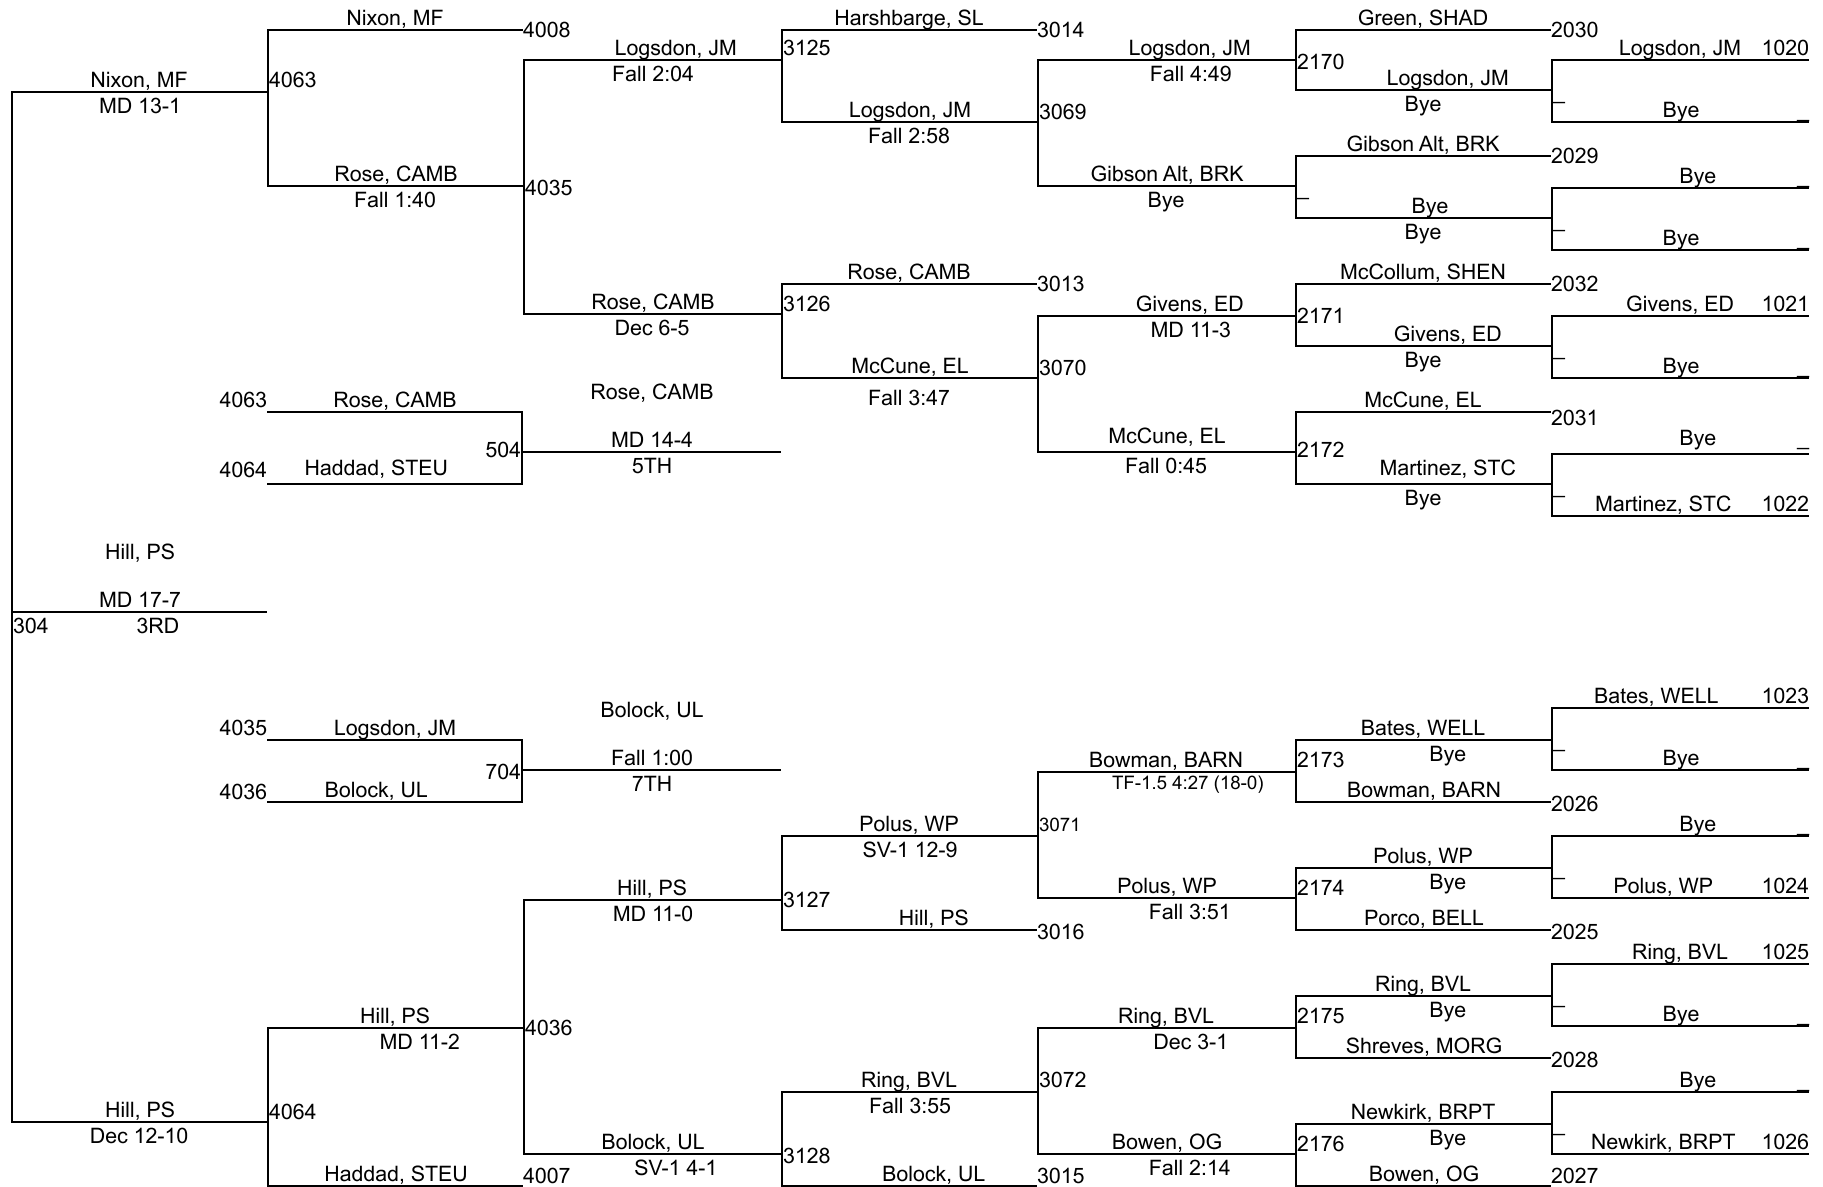 Nixon, MF
4008
Harshbarge, SL
3014
Green, SHAD
2030
Logsdon, JM
3125
Logsdon, JM
Logsdon, JM 1020
Fall 2:04
Fall 4:49
2170
Nixon, MF
4063
Logsdon, JM
MD 13-1
Bye
_
Logsdon, JM
3069
Bye _
Fall 2:58
Gibson Alt, BRK
2029
Rose, CAMB
4035
Gibson Alt, BRK
Bye _
Fall 1:40
Bye
_
Bye
Bye
_
Bye _
Rose, CAMB
3013
McCollum, SHEN
2032
Rose, CAMB
3126
Givens, ED
Givens, ED 1021
Dec 6-5
MD 11-3
2171
Givens, ED
Bye
_
McCune, EL
3070
Bye _
Fall 3:47
Rose, CAMB
4063
Rose, CAMB
McCune, EL
2031
MD 14-4
504
5TH
McCune, EL
2172
Bye _
Fall 0:45
4064
Haddad, STEU
Martinez, STC
Bye
_
Martinez, STC 1022
Hill, PS
MD 17-7
304
3RD
Bates, WELL 1023
Bolock, UL
4035
Logsdon, JM
Bates, WELL
Fall 1:00
704
7TH
Bowman, BARN
2173
Bye
_
Bye _
TF-1.5 4:27 (18-0)
4036
Bolock, UL
Bowman, BARN
2026
Polus, WP
3071
Bye _
SV-1 12-9
Polus, WP
Hill, PS
3127
Polus, WP
2174
Bye
_
Polus, WP 1024
MD 11-0
Fall 3:51
Hill, PS
3016
Porco, BELL
2025
Ring, BVL 1025
Ring, BVL
Hill, PS
4036
Ring, BVL
2175
Bye
_
Bye _
MD 11-2
Dec 3-1
Shreves, MORG
2028
Ring, BVL
3072
Bye _
Fall 3:55
Hill, PS
4064
Newkirk, BRPT
Dec 12-10
Bolock, UL
3128
Bowen, OG
2176
Bye
_
Newkirk, BRPT 1026
SV-1 4-1
Fall 2:14
Haddad, STEU
4007
Bolock, UL
3015
Bowen, OG
2027